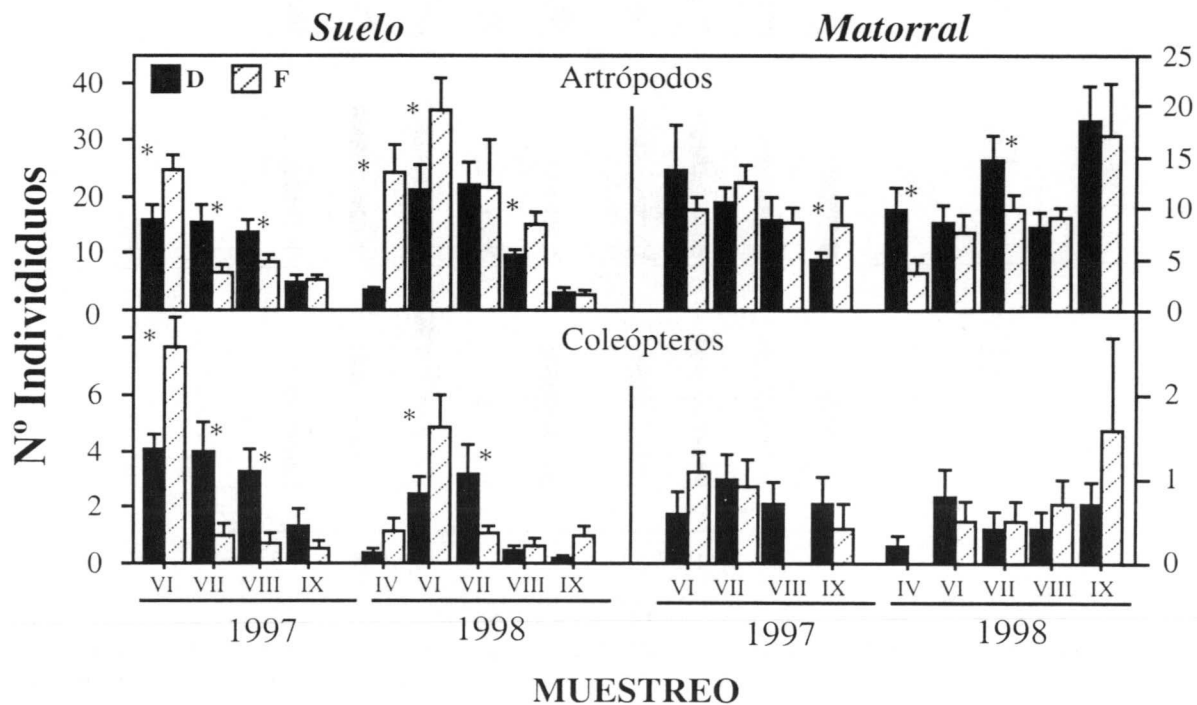 Suelo
Matorral
D F
Artrópodos
40
30
20
10
0
25
20
15
10
5
0
* * * * * *
* * *
Coleópteros
8
6
4
2
0
2
1
0
* * * * *
Nº Individuos
VI VII VIII IX IV VI VII VIII IX VI VII VIII IX IV VI VII VIII IX
1997 1998 1997 1998
MUESTREO